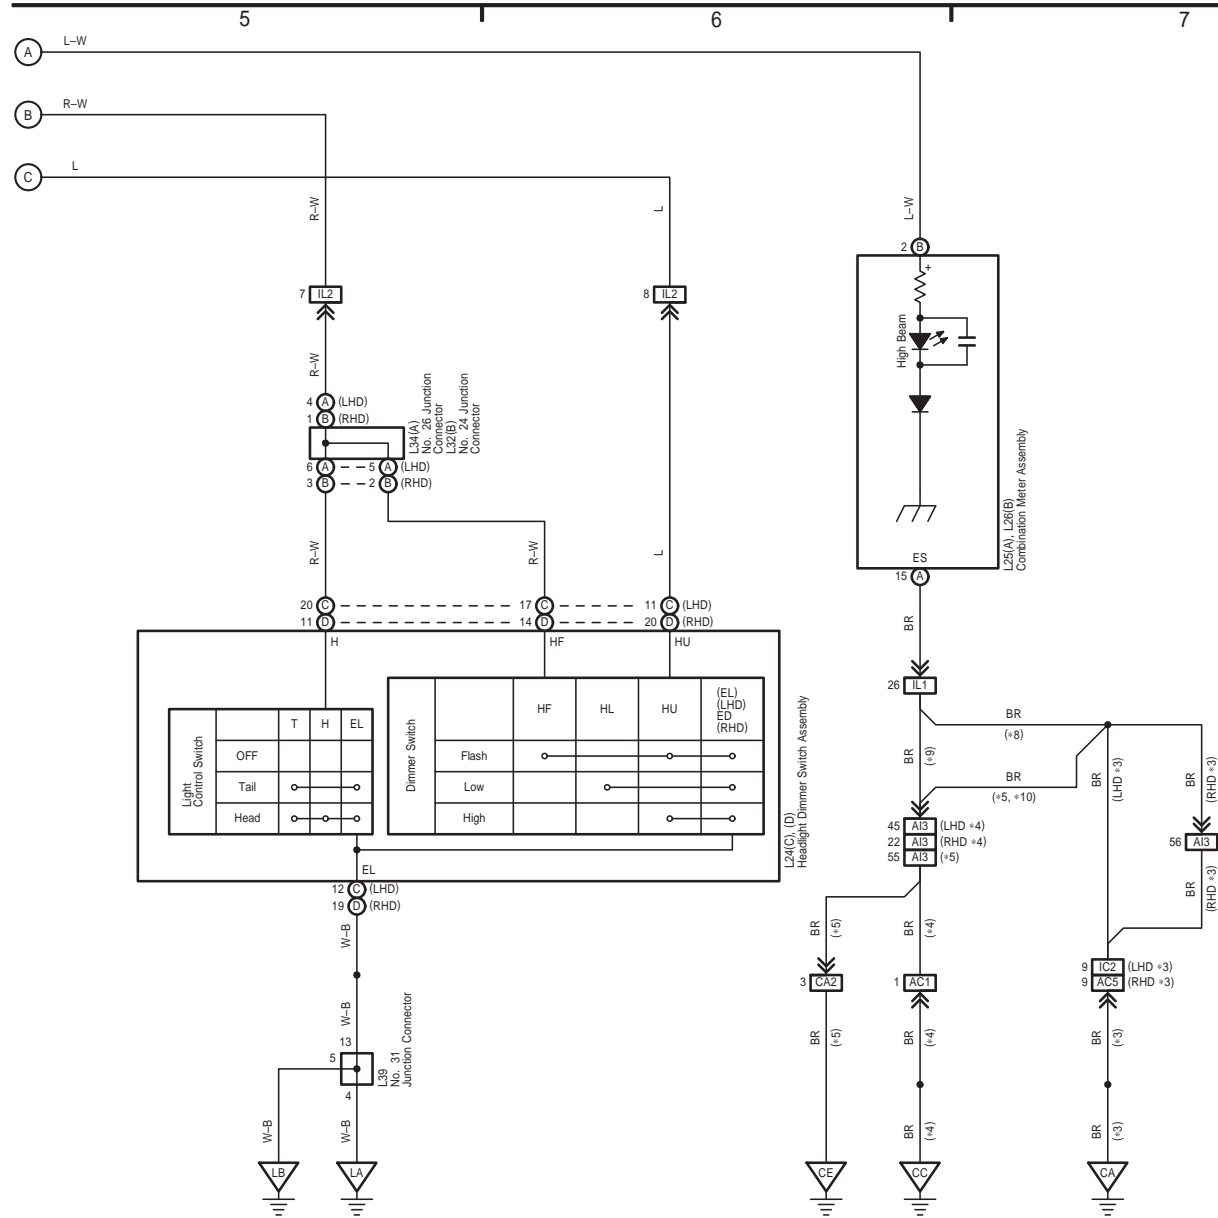 5 6 7
A L–W
B R–W
C L
R–W L L–W
2 B
+
High Beam
7 IL2 8 IL2
R–W
4 A (LHD)
1 B (RHD)
L34(A)
No. 26 Junction
Connector
L32(B)
No. 24 Junction
Connector
6 A 5 A (LHD)
3 B 2 B (RHD)
R–W R–W L
L25(A), L26(B)
Combination Meter Assembly
ES
15 A
20 C 17 C 11 C (LHD)
11 D 14 D 20 D (RHD)
H HF HU
BR
26 IL1
Light
Control Switch
T H EL
OFF
Tail
Head
Dimmer Switch
HF HL HU (EL)
(LHD)
ED
(RHD)
Flash
Low
High
L24(C), (D)
Headlight Dimmer Switch Assembly
BR
(∗8)
BR
(∗9)
BR
(∗5, ∗10)
BR
(LHD ∗3)
BR
(RHD ∗3)
45 AI3 (LHD ∗4)
22 AI3 (RHD ∗4)
55 AI3 (∗5)
56 AI3
EL
12 C (LHD)
19 D (RHD)
W–B
BR
(∗5)
BR
(∗4)
BR
(RHD ∗3)
3 CA2
1 AC1
9 IC2 (LHD ∗3)
9 AC5 (RHD ∗3)
W–B
13
5
4
L39
No. 31
Junction Connector
BR
(∗5)
BR
(∗4)
BR
(∗3)
W–B W–B
BR
(∗4)
BR
(∗3)
LB LA CE CC CA